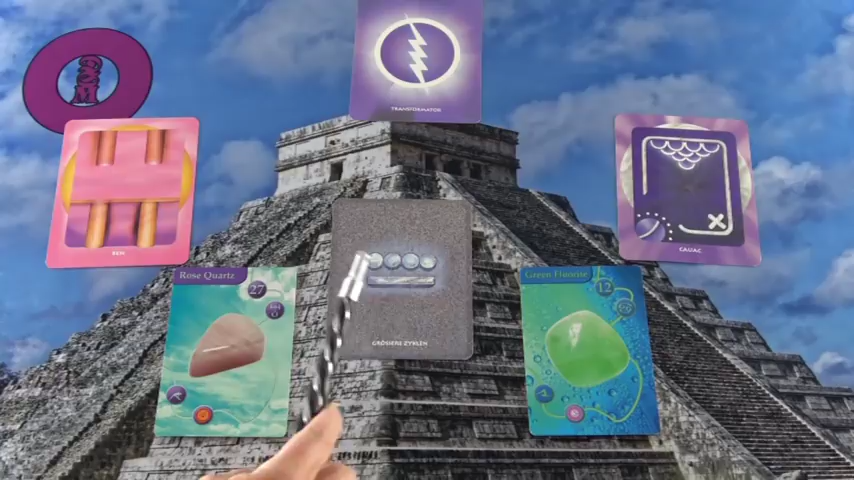 TRANSFORMATOR
BEN
CAUAC
Rose Quartz
27
GRÖSSERE ZYKLEN
Green Fluorite
12